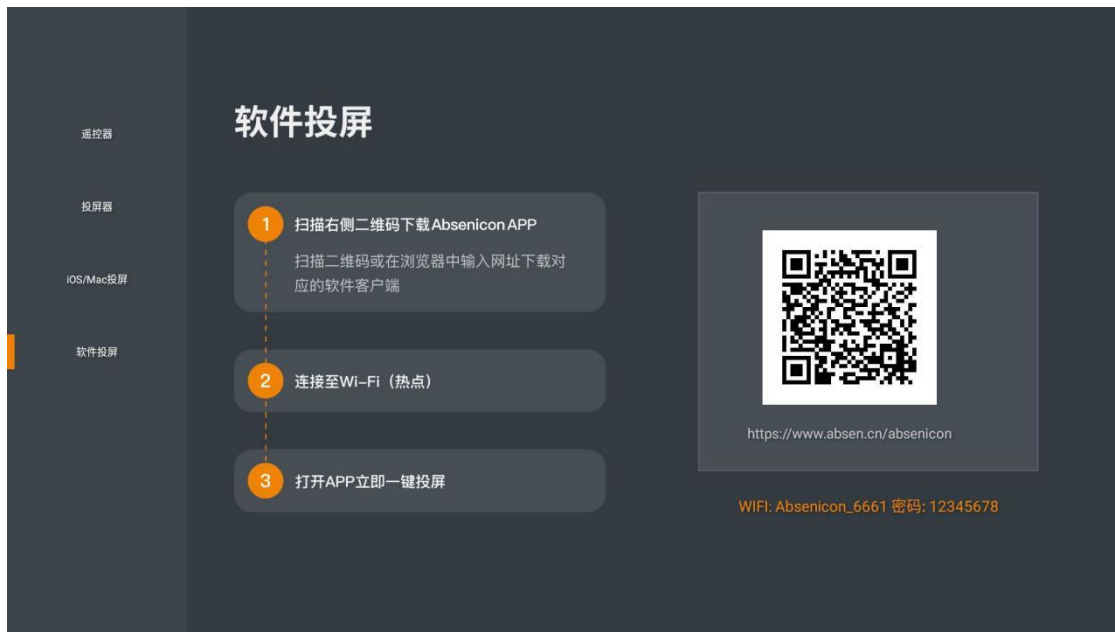 遥控器
投屏器
iOS/Mac投屏
软件投屏
软件投屏
1
扫描右侧二维码下载Absenicon APP
扫描二维码或在浏览器中输入网址下载对
应的软件客户端
2
连接至Wi-Fi（热点）
3
打开APP立即一键投屏
https://www.absen.cn/absenicon
WIFI: Absenicon_6661 密码: 12345678